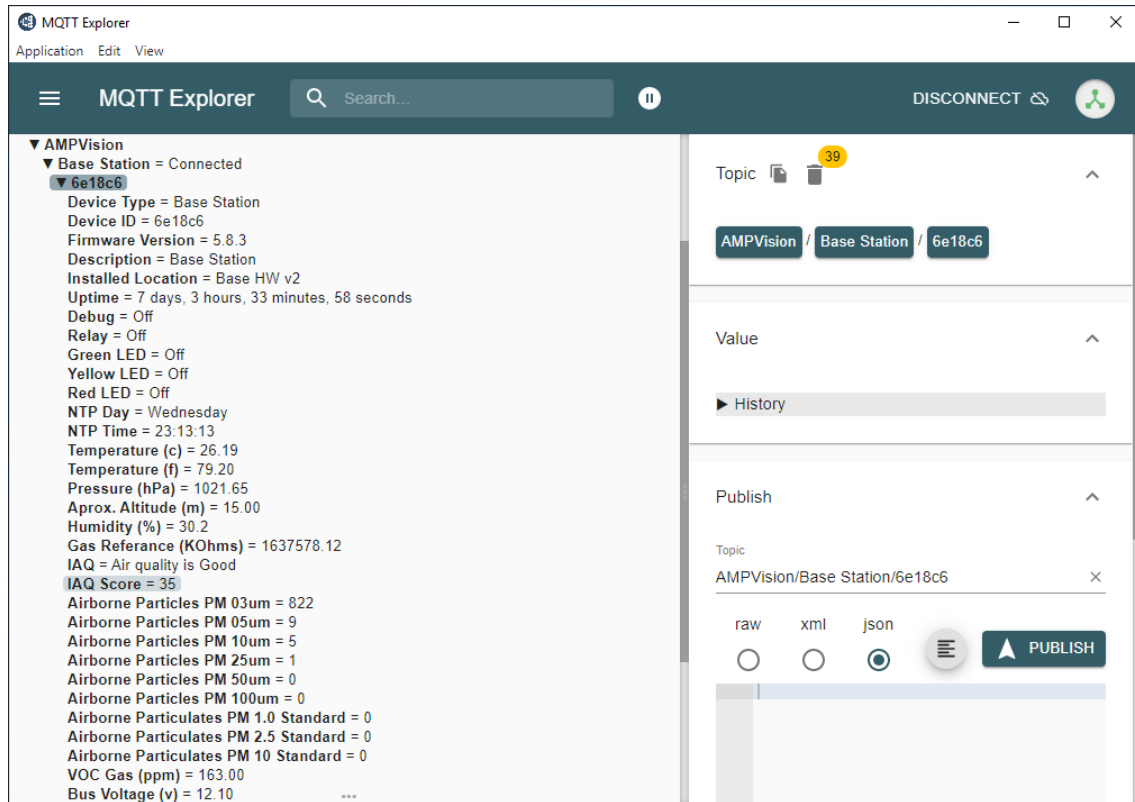 MQTT Explorer
Application Edit View
MQTT Explorer
Search...
DISCONNECT
▼ AMPVision
▼ Base Station = Connected
▼ 6e18c6
Device Type = Base Station
Device ID = 6e18c6
Firmware Version = 5.8.3
Description = Base Station
Installed Location = Base HW v2
Uptime = 7 days, 3 hours, 33 minutes, 58 seconds
Debug = Off
Relay = Off
Green LED = Off
Yellow LED = Off
Red LED = Off
NTP Day = Wednesday
NTP Time = 23:13:13
Temperature (c) = 26.19
Temperature (f) = 79.20
Pressure (hPa) = 1021.65
Aprox. Altitude (m) = 15.00
Humidity (%) = 30.2
Gas Referance (KOhms) = 1637578.12
IAQ = Air quality is Good
IAQ Score = 35
Airborne Particles PM 03um = 822
Airborne Particles PM 05um = 9
Airborne Particles PM 10um = 5
Airborne Particles PM 25um = 1
Airborne Particles PM 50um = 0
Airborne Particles PM 100um = 0
Airborne Particulates PM 1.0 Standard = 0
Airborne Particulates PM 2.5 Standard = 0
Airborne Particulates PM 10 Standard = 0
VOC Gas (ppm) = 163.00
Bus Voltage (v) = 12.10
Topic 39
AMPVision / Base Station / 6e18c6
Value
▶ History
Publish
Topic
AMPVision/Base Station/6e18c6
raw xml json
PUBLISH